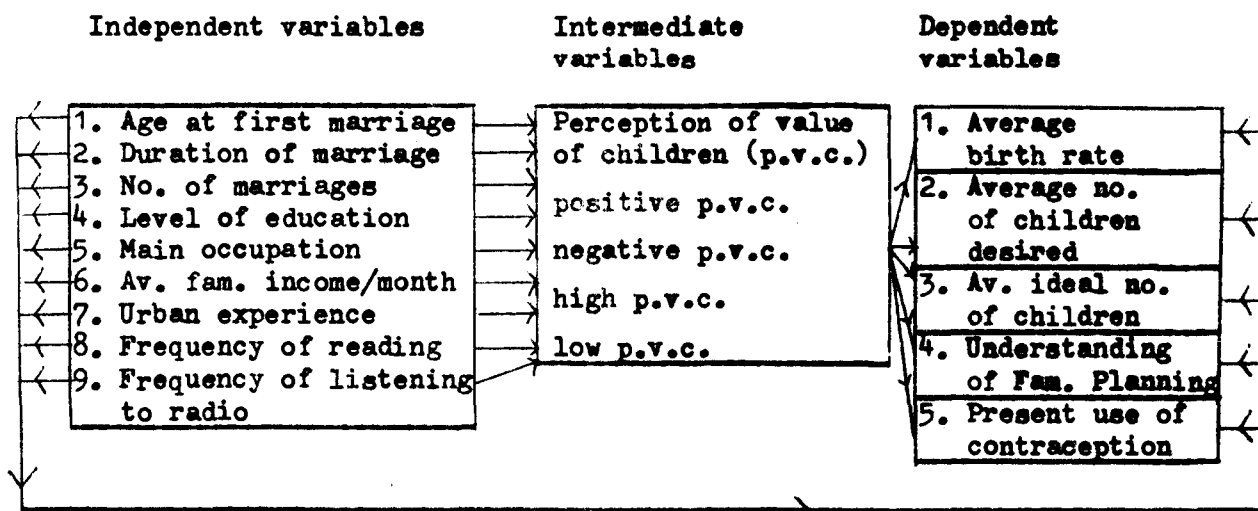 Independent variables
Intermediate
variables
Dependent
variables
1. Age at first marriage
2. Duration of marriage
3. No. of marriages
4. Level of education
5. Main occupation
6. Av. fam. income/month
7. Urban experience
8. Frequency of reading
9. Frequency of listening
to radio
Perception of value
of children (p.v.c.)
positive p.v.c.
negative p.v.c.
high p.v.c.
low p.v.c.
1. Average
birth rate
2. Average no.
of children
desired
3. Av. ideal no.
of children
4. Understanding
of Fam. Planning
5. Present use of
contraception